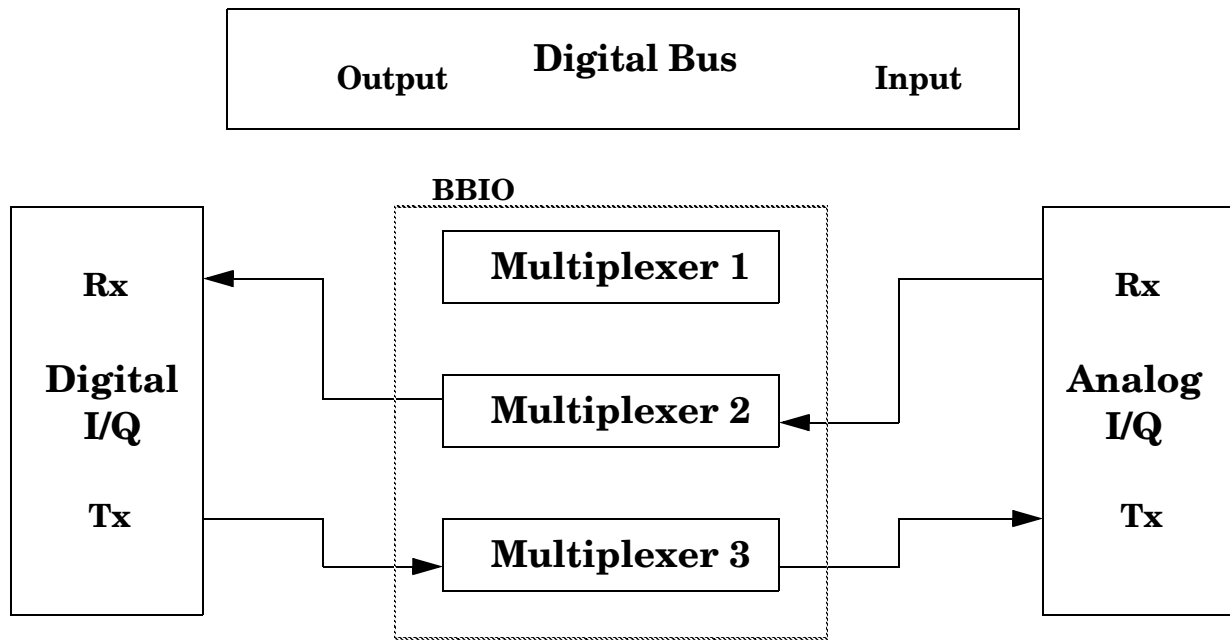 Digital Bus
Output
Input
BBIO
Multiplexer 1
Rx
Rx
Digital
I/Q
Multiplexer 2
Analog
I/Q
Tx
Tx
Multiplexer 3